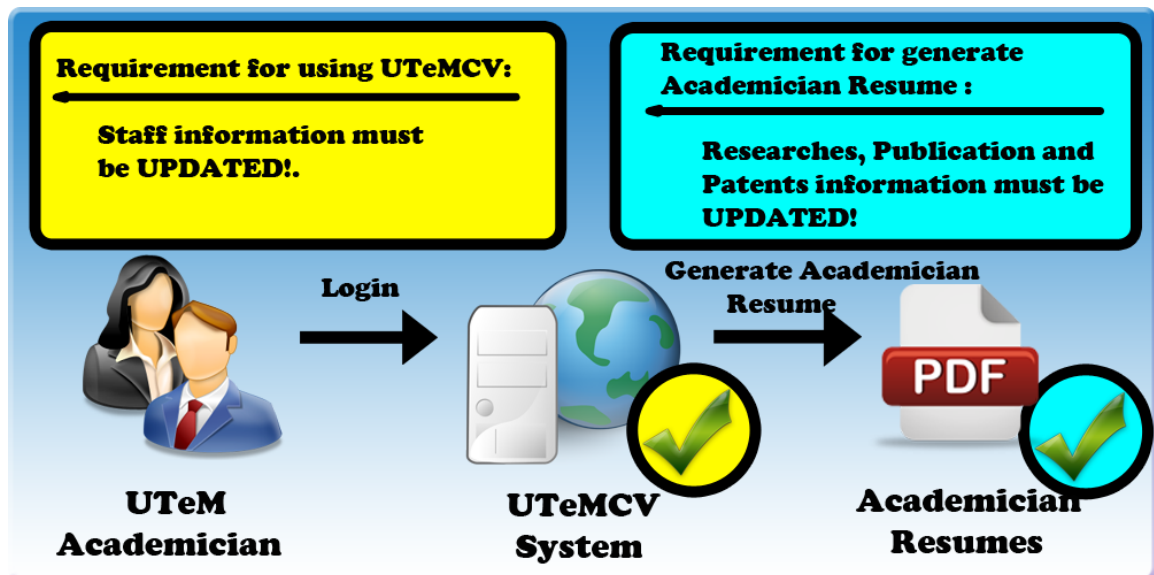 Requirement for using UTeMCV:
Staff information must
be UPDATED!.
Requirement for generate
Academician Resume :
Researches, Publication and
Patents information must be
UPDATED!
Login
Generate Academician
Resume
PDF
UTeM
Academician
UTeMCV
System
Academician
Resumes